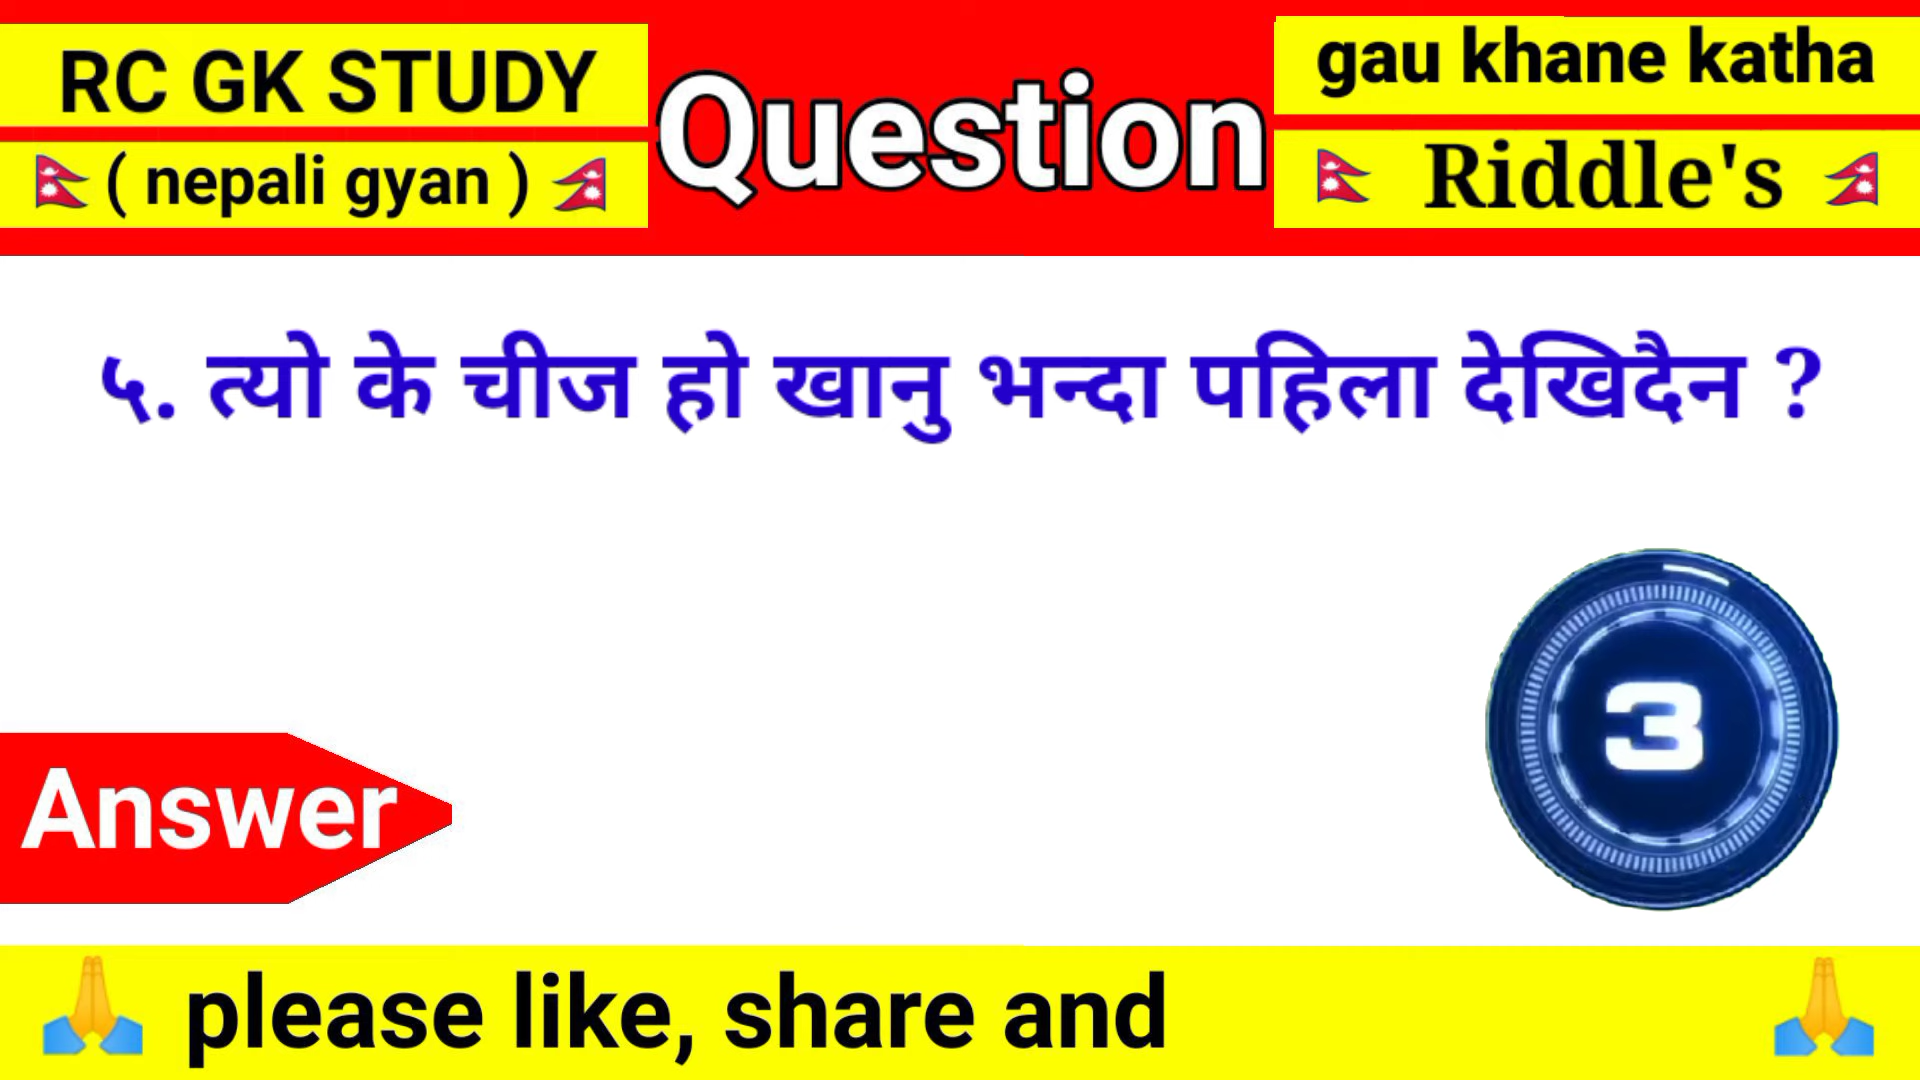 RC GK STUDY
( nepali gyan )
Question
gau khane katha
Riddle's
५. त्यो के चीज हो खानु भन्दा पहिला देखिदैन ?
3
Answer
please like, share and